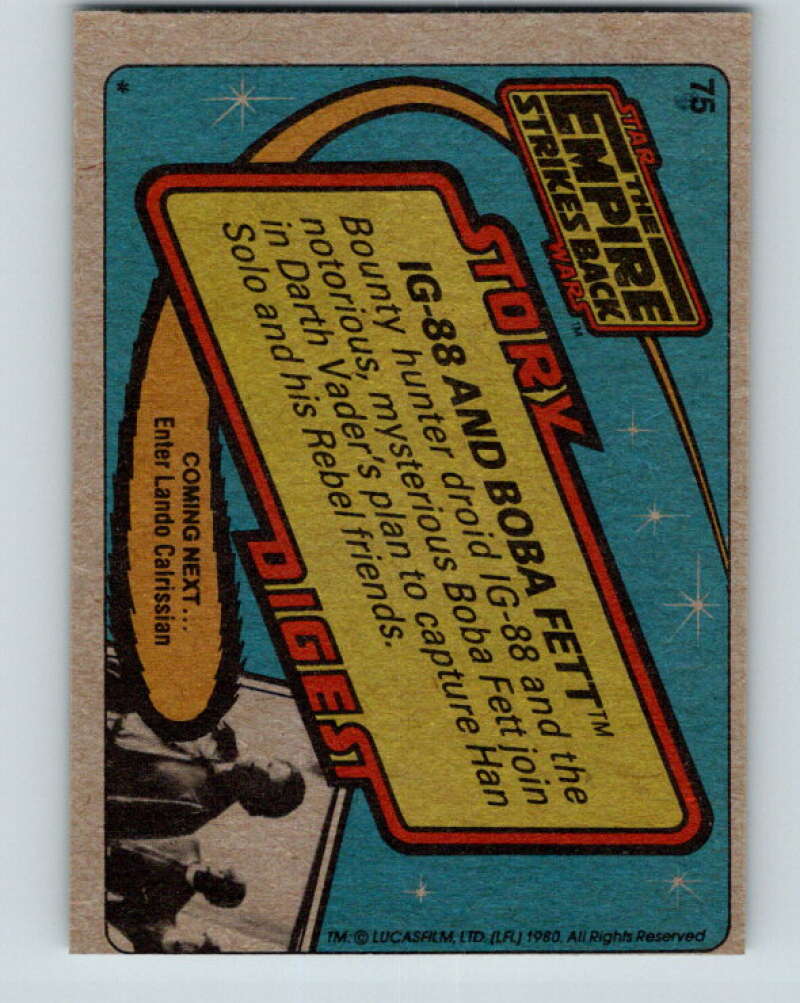 75
STAR
THE
EMPIRE
STRIKES BACK
WARS™
STORY
IG-88 AND BOBA FETT™
Bounty hunter droid IG-88 and the
notorious, mysterious Boba Fett join
in Darth Vader's plan to capture Han
Solo and his Rebel friends.
DIGEST
COMING NEXT...
Enter Lando Calrissian
*
TM: © LUCASFILM, LTD. (LFL) 1980. All Rights Reserved